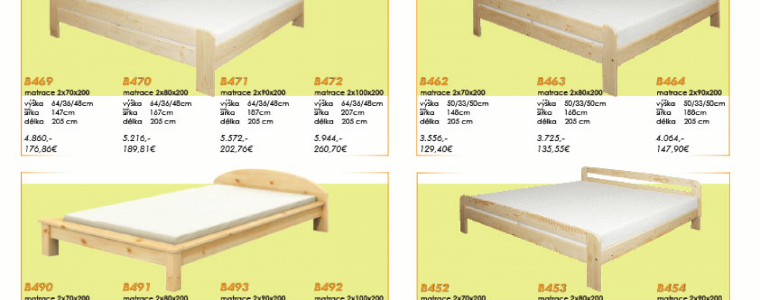 B469 B470 B471 B472
matrace 2x70x200 matrace 2x80x200 matrace 2x90x200 matrace 2x100x200
výška 64/36/48cm výška 64/36/48cm výška 64/36/48cm výška 64/36/48cm
šířka 147cm šířka 167cm šířka 187cm šířka 207cm
délka 205 cm délka 205 cm délka 205 cm délka 205 cm
4.860,- 5.216,- 5.572,- 5.944,-
176,86€ 189,81€ 202,76€ 260,70€
B462 B463 B464
matrace 2x70x200 matrace 2x80x200 matrace 2x90x200
výška 50/33/50cm výška 50/33/50cm výška 50/33/50cm
šířka 148cm šířka 168cm šířka 188cm
délka 205 cm délka 205 cm délka 205 cm
3.556,- 3.725,- 4.064,-
129,40€ 135,55€ 147,90€
B490 B491 B493 B492
matrace 2x70x200 matrace 2x80x200 matrace 2x90x200 matrace 2x100x200
B452 B453 B454
matrace 2x70x200 matrace 2x80x200 matrace 2x90x200